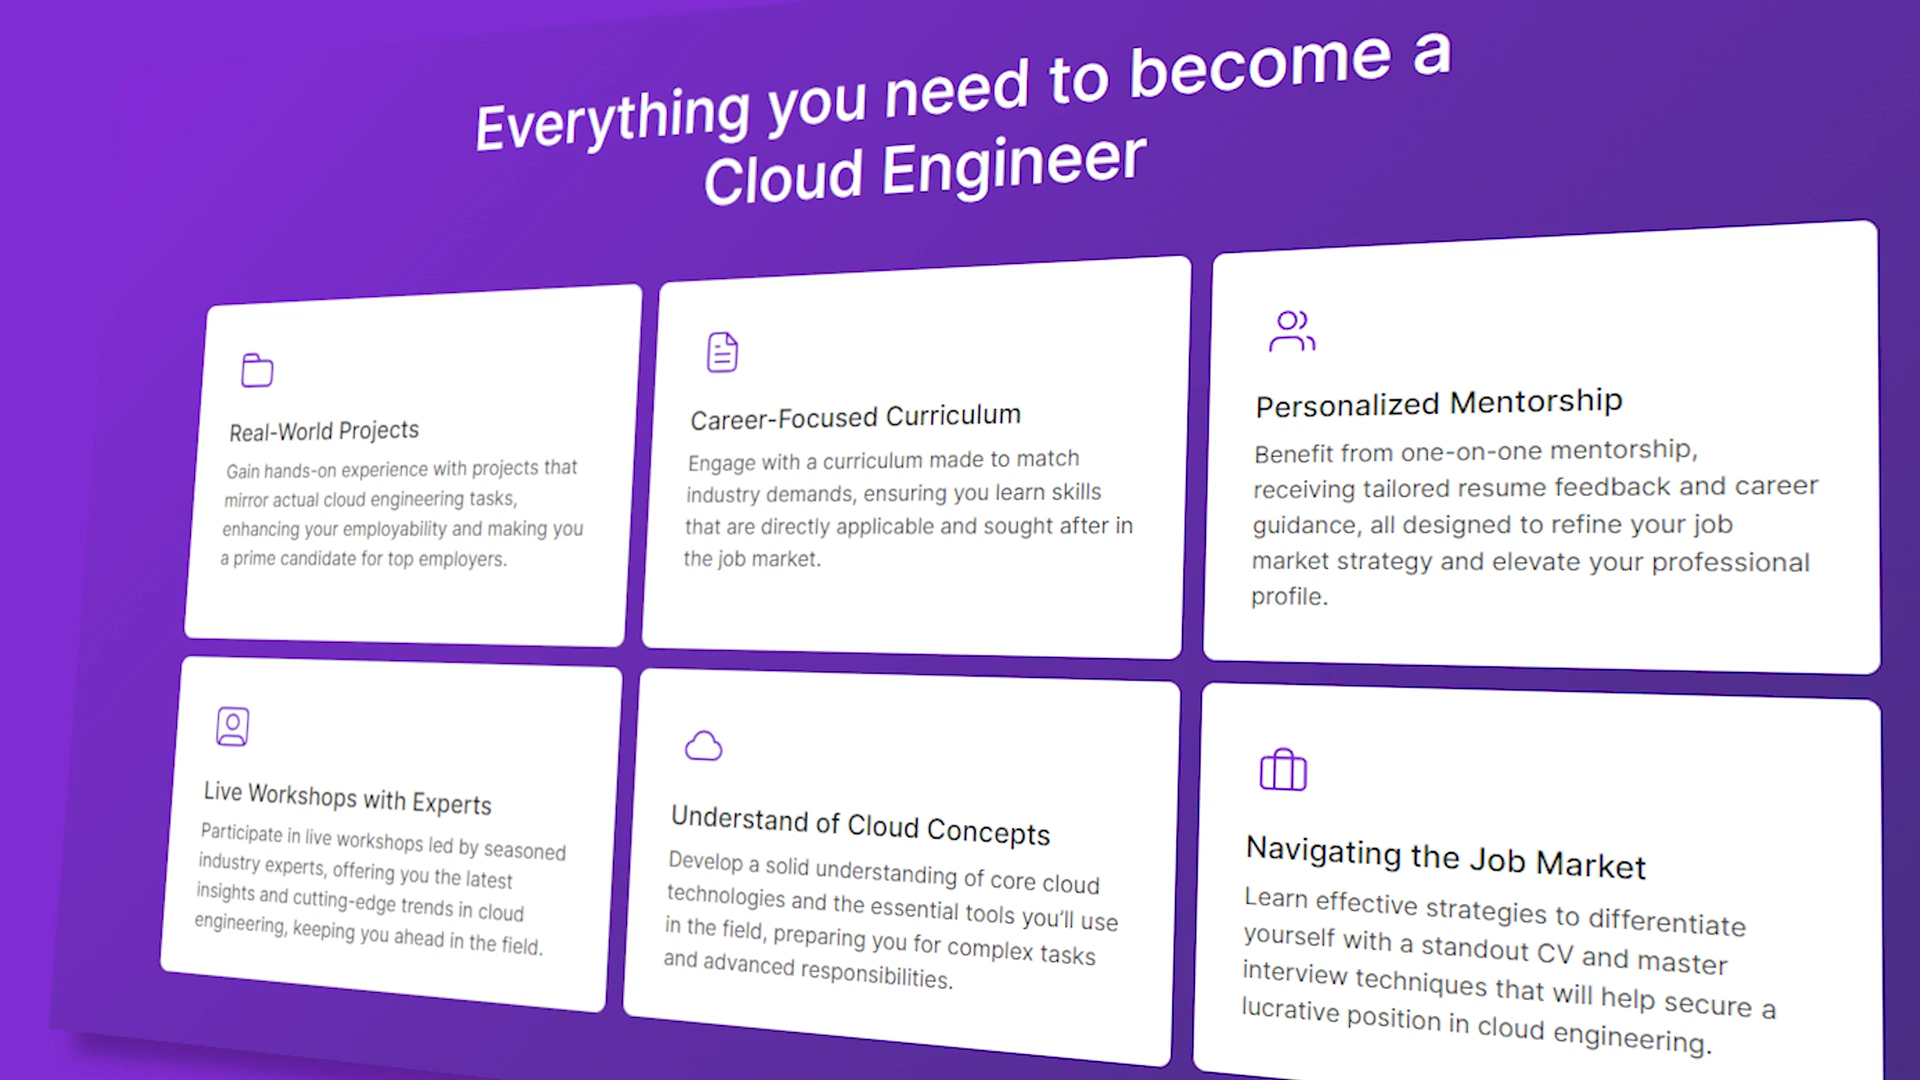 Everything you need to become a
Cloud Engineer
Real-World Projects
Gain hands-on experience with projects that
mirror actual cloud engineering tasks,
enhancing your employability and making you
a prime candidate for top employers.
Career-Focused Curriculum
Engage with a curriculum made to match
industry demands, ensuring you learn skills
that are directly applicable and sought after in
the job market.
Personalized Mentorship
Benefit from one-on-one mentorship,
receiving tailored resume feedback and career
guidance, all designed to refine your job
market strategy and elevate your professional
profile.
Live Workshops with Experts
Participate in live workshops led by seasoned
industry experts, offering you the latest
insights and cutting-edge trends in cloud
engineering, keeping you ahead in the field.
Understand of Cloud Concepts
Develop a solid understanding of core cloud
technologies and the essential tools you'll use
in the field, preparing you for complex tasks
and advanced responsibilities.
Navigating the Job Market
Learn effective strategies to differentiate
yourself with a standout CV and master
interview techniques that will help secure a
lucrative position in cloud engineering.